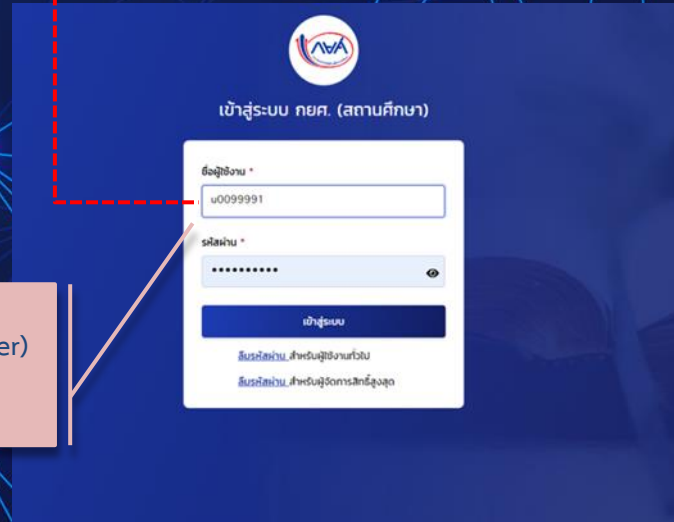 กยศ
เข้าสู่ระบบ กยศ. (สถานศึกษา)
ชื่อผู้ใช้งาน *
u0099991
รหัสผ่าน *
••••••••••
er)
เข้าสู่ระบบ
ลืมรหัสผ่าน สำหรับผู้ใช้งานทั่วไป
ลืมรหัสผ่าน สำหรับผู้จัดการสิทธิ์สูงสุด